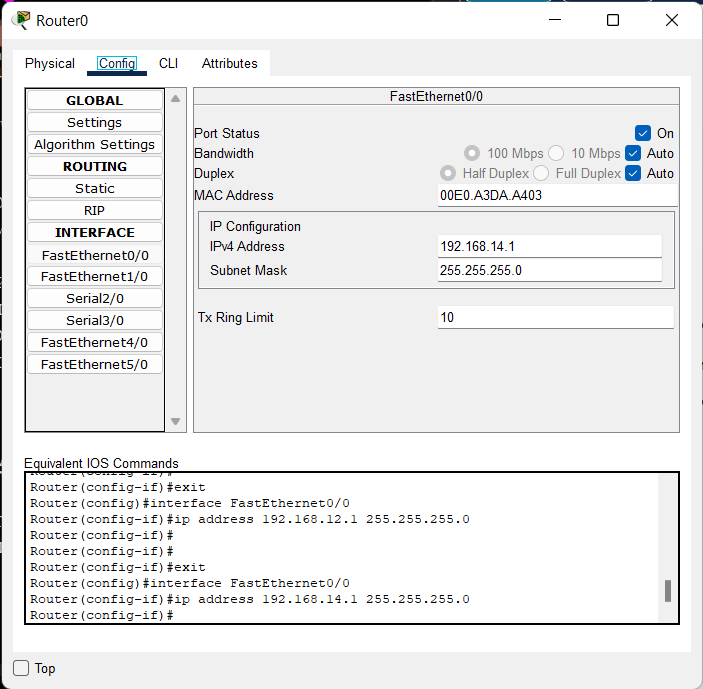 Router0
Physical Config CLI Attributes
GLOBAL
Settings
Algorithm Settings
ROUTING
Static
RIP
INTERFACE
FastEthernet0/0
FastEthernet1/0
Serial2/0
Serial3/0
FastEthernet4/0
FastEthernet5/0
FastEthernet0/0
Port Status On
Bandwidth 100 Mbps 10 Mbps Auto
Duplex Half Duplex Full Duplex Auto
MAC Address 00E0.A3DA.A403
IP Configuration
IPv4 Address 192.168.14.1
Subnet Mask 255.255.255.0
Tx Ring Limit 10
Equivalent IOS Commands
Router(config-if)#
Router(config-if)#exit
Router(config)#interface FastEthernet0/0
Router(config-if)#ip address 192.168.12.1 255.255.255.0
Router(config-if)#
Router(config-if)#
Router(config-if)#exit
Router(config)#interface FastEthernet0/0
Router(config-if)#ip address 192.168.14.1 255.255.255.0
Router(config-if)#
Top